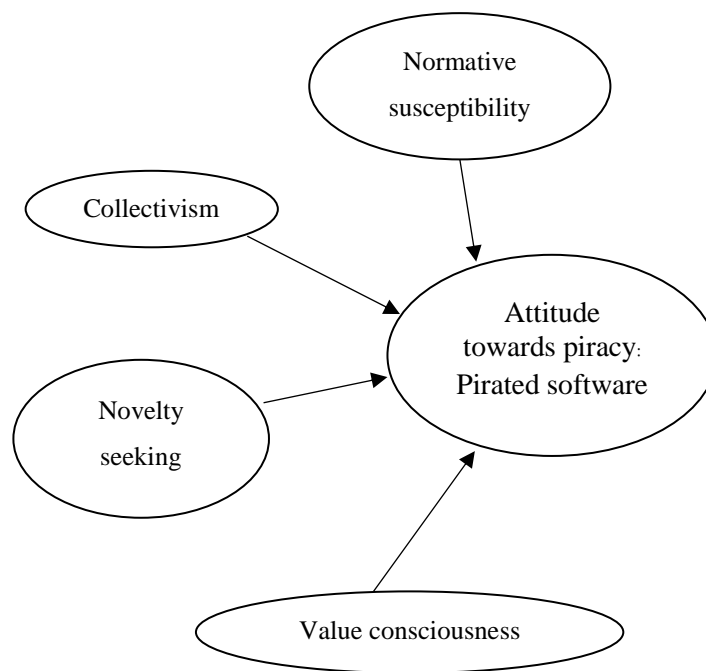 Normative
susceptibility
Collectivism
Attitude
towards piracy:
Pirated software
Novelty
seeking
Value consciousness